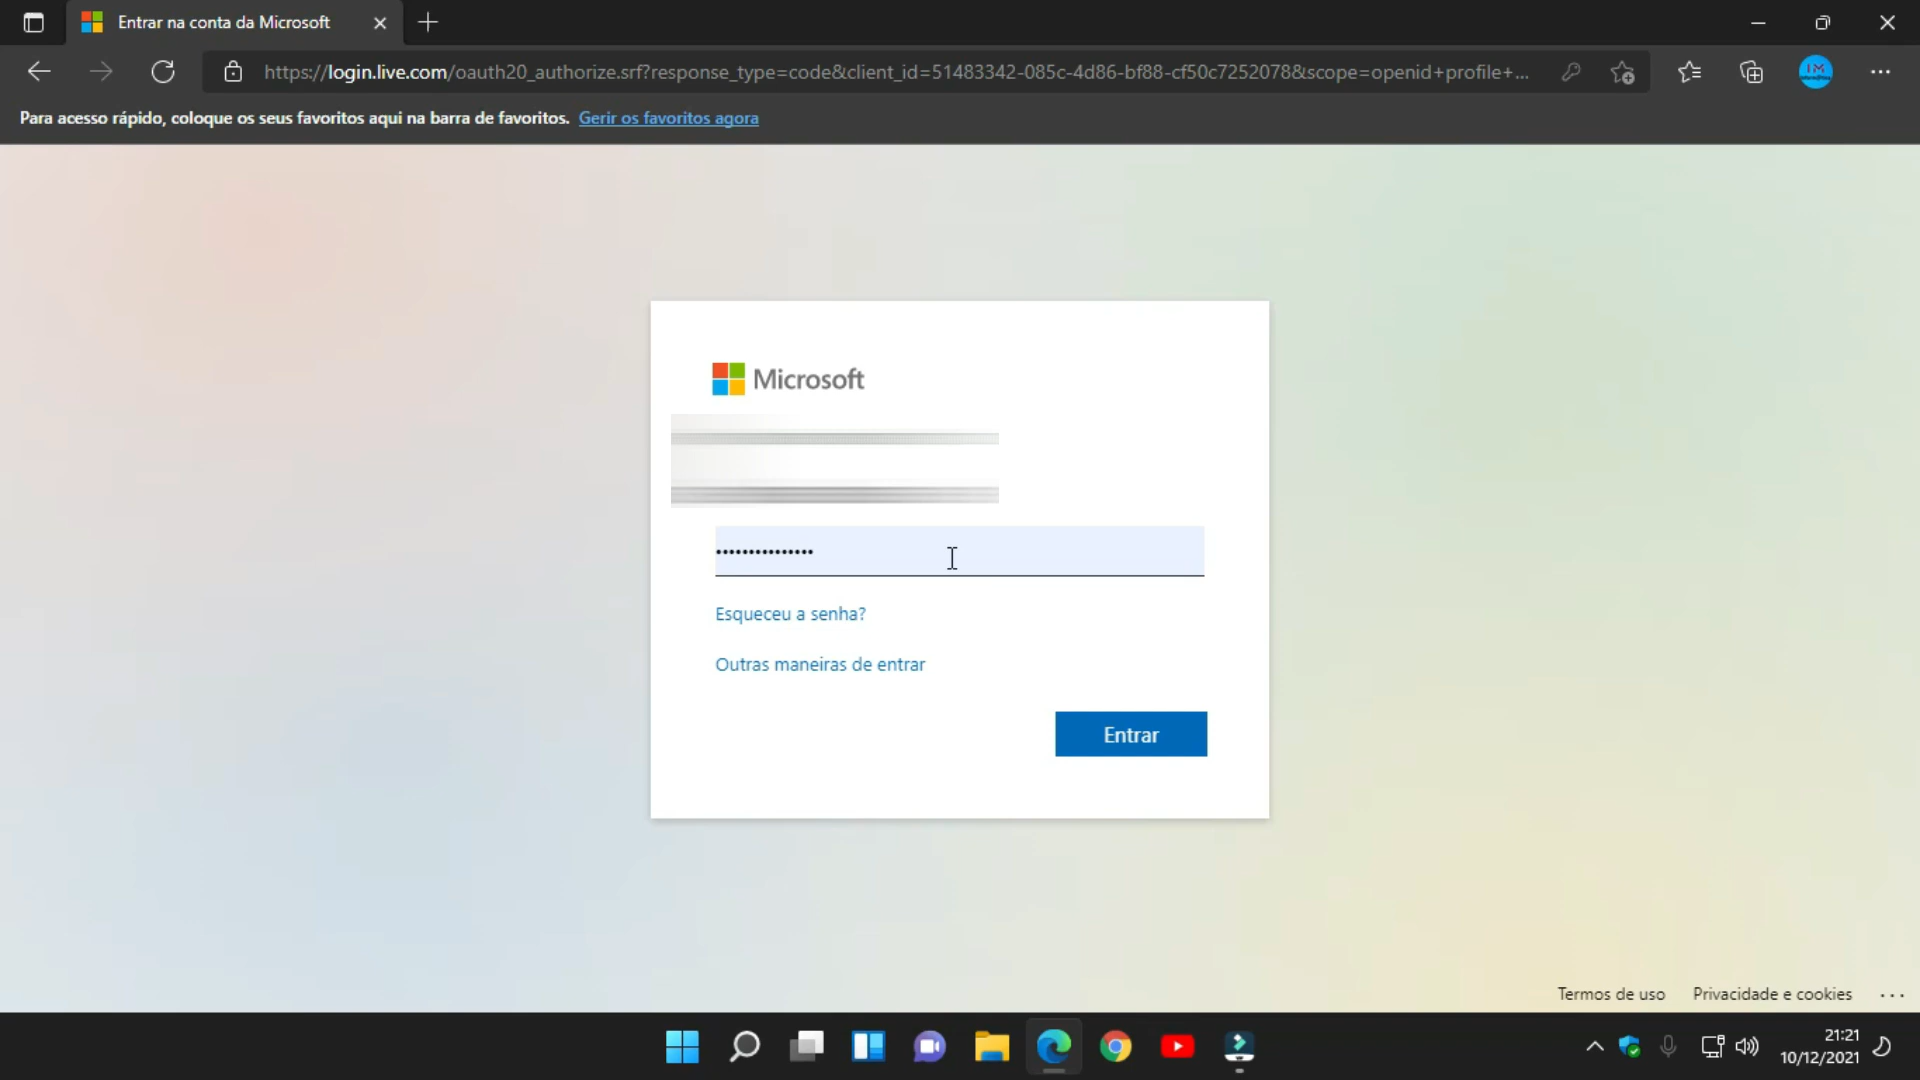 Entrar na conta da Microsoft
https://login.live.com/oauth20_authorize.srf?response_type=code&client_id=51483342-085c-4d86-bf88-cf50c7252078&scope=openid+profile+...
IM
Para acesso rápido, coloque os seus favoritos aqui na barra de favoritos. Gerir os favoritos agora
Microsoft
Esqueceu a senha?
Outras maneiras de entrar
Entrar
Termos de uso Privacidade e cookies ...
21:21
10/12/2021